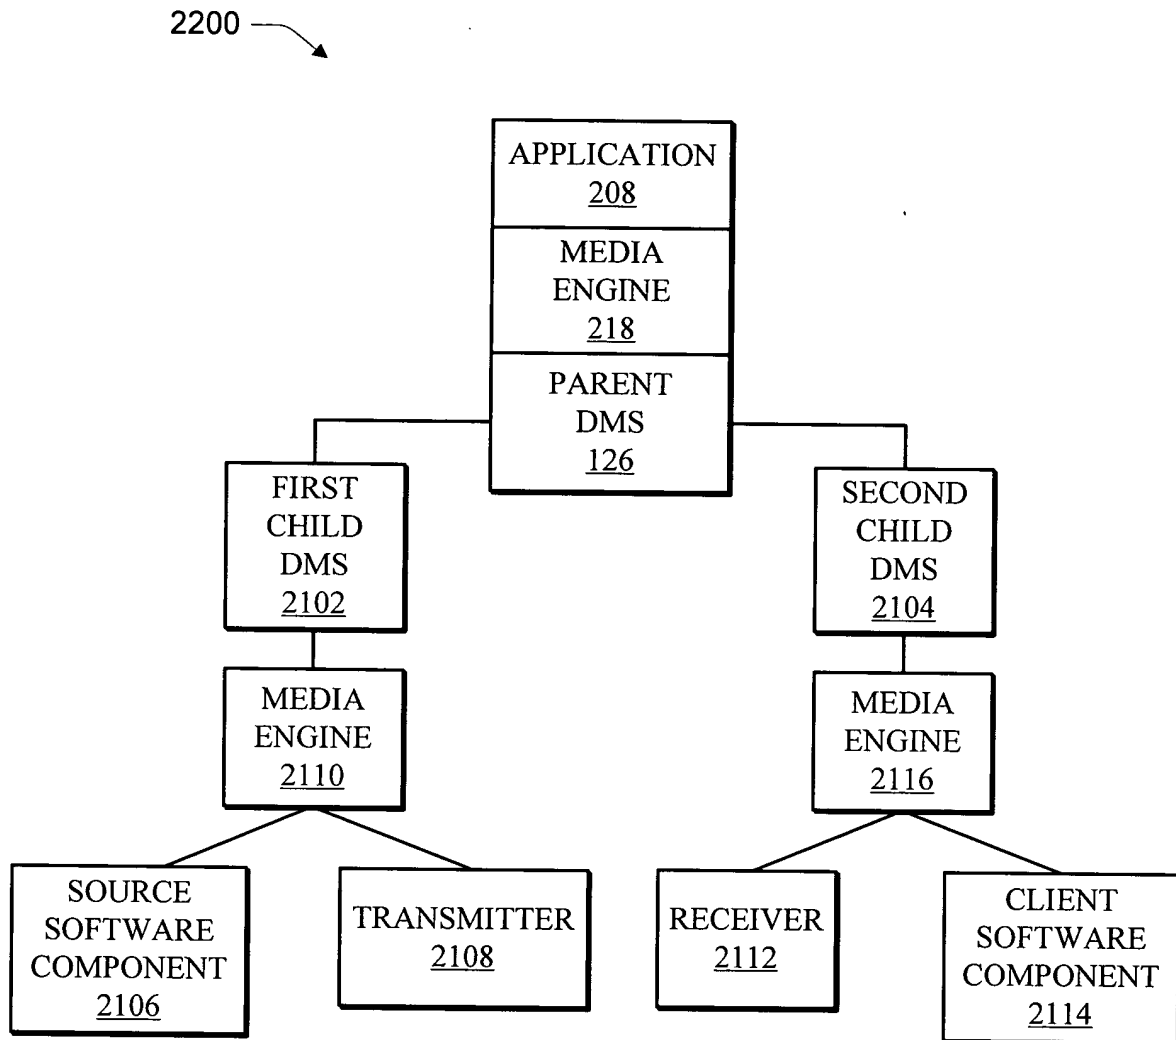 2200
APPLICATION
208
MEDIA
ENGINE
218
PARENT
DMS
126
FIRST
CHILD
DMS
2102
SECOND
CHILD
DMS
2104
MEDIA
ENGINE
2110
MEDIA
ENGINE
2116
SOURCE
SOFTWARE
COMPONENT
2106
TRANSMITTER
2108
RECEIVER
2112
CLIENT
SOFTWARE
COMPONENT
2114